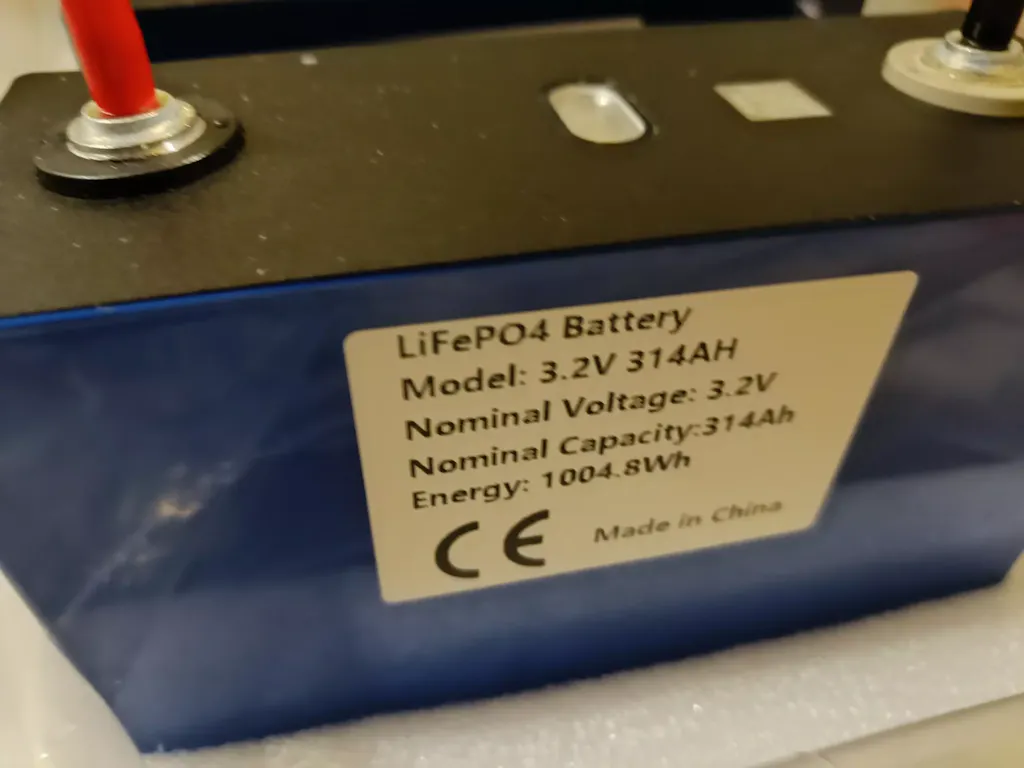 LiFePO4 Battery
Model: 3.2V 314AH
Nominal Voltage: 3.2V
Nominal Capacity:314Ah
Energy: 1004.8Wh
CE Made in China